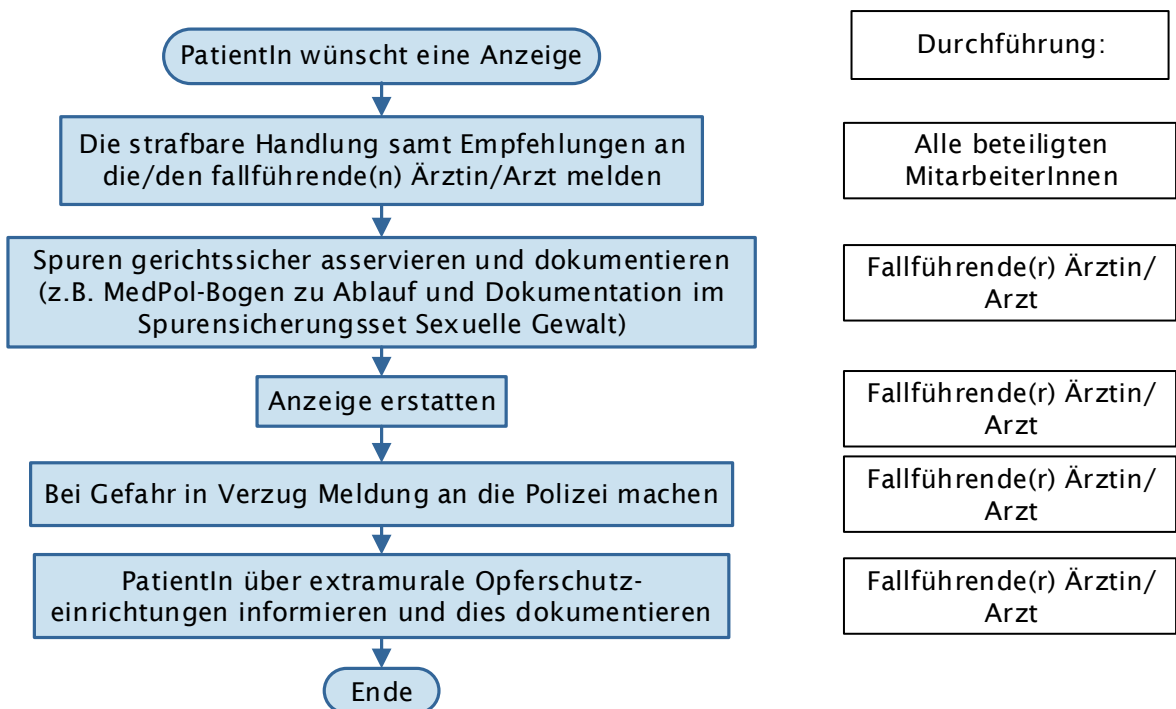 PatientIn wünscht eine Anzeige
Durchführung:
Die strafbare Handlung samt Empfehlungen an
die/den fallführende(n) Ärztin/Arzt melden
Alle beteiligten
MitarbeiterInnen
Spuren gerichtssicher asservieren und dokumentieren
(z.B. MedPol-Bogen zu Ablauf und Dokumentation im
Spurensicherungsset Sexuelle Gewalt)
Fallführende(r) Ärztin/
Arzt
Anzeige erstatten
Fallführende(r) Ärztin/
Arzt
Bei Gefahr in Verzug Meldung an die Polizei machen
Fallführende(r) Ärztin/
Arzt
PatientIn über extramurale Opferschutz-
einrichtungen informieren und dies dokumentieren
Fallführende(r) Ärztin/
Arzt
Ende